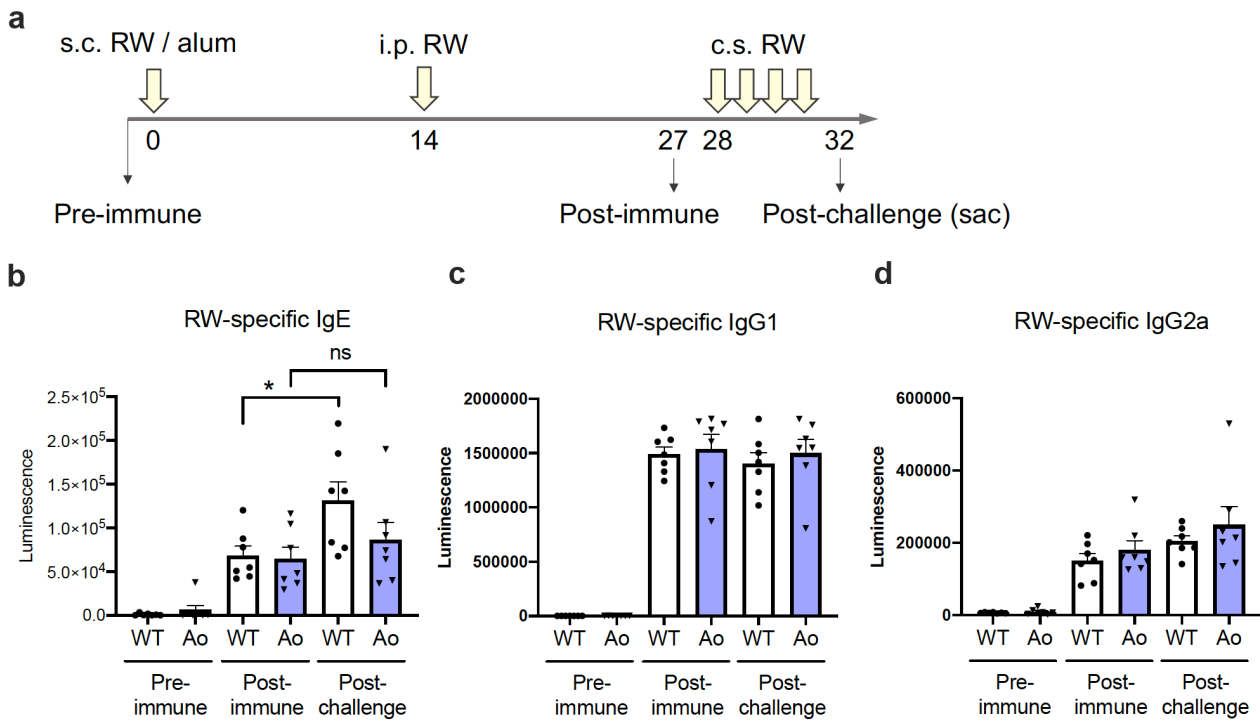 a
s.c. RW / alum
i.p. RW
c.s. RW
0
14
27
28
32
Pre-immune
Post-immune
Post-challenge (sac)
b
RW-specific IgE
ns
*
2.5×10⁵
2.0×10⁵
1.5×10⁵
1.0×10⁵
5.0×10⁴
0.0
Luminescence
WT
Ao
WT
Ao
WT
Ao
Pre-
immune
Post-
immune
Post-
challenge
c
RW-specific IgG1
2000000
1500000
1000000
500000
0
Luminescence
WT
Ao
WT
Ao
WT
Ao
Pre-
immune
Post-
immune
Post-
challenge
d
RW-specific IgG2a
600000
400000
200000
0
Luminescence
WT
Ao
WT
Ao
WT
Ao
Pre-
immune
Post-
immune
Post-
challenge